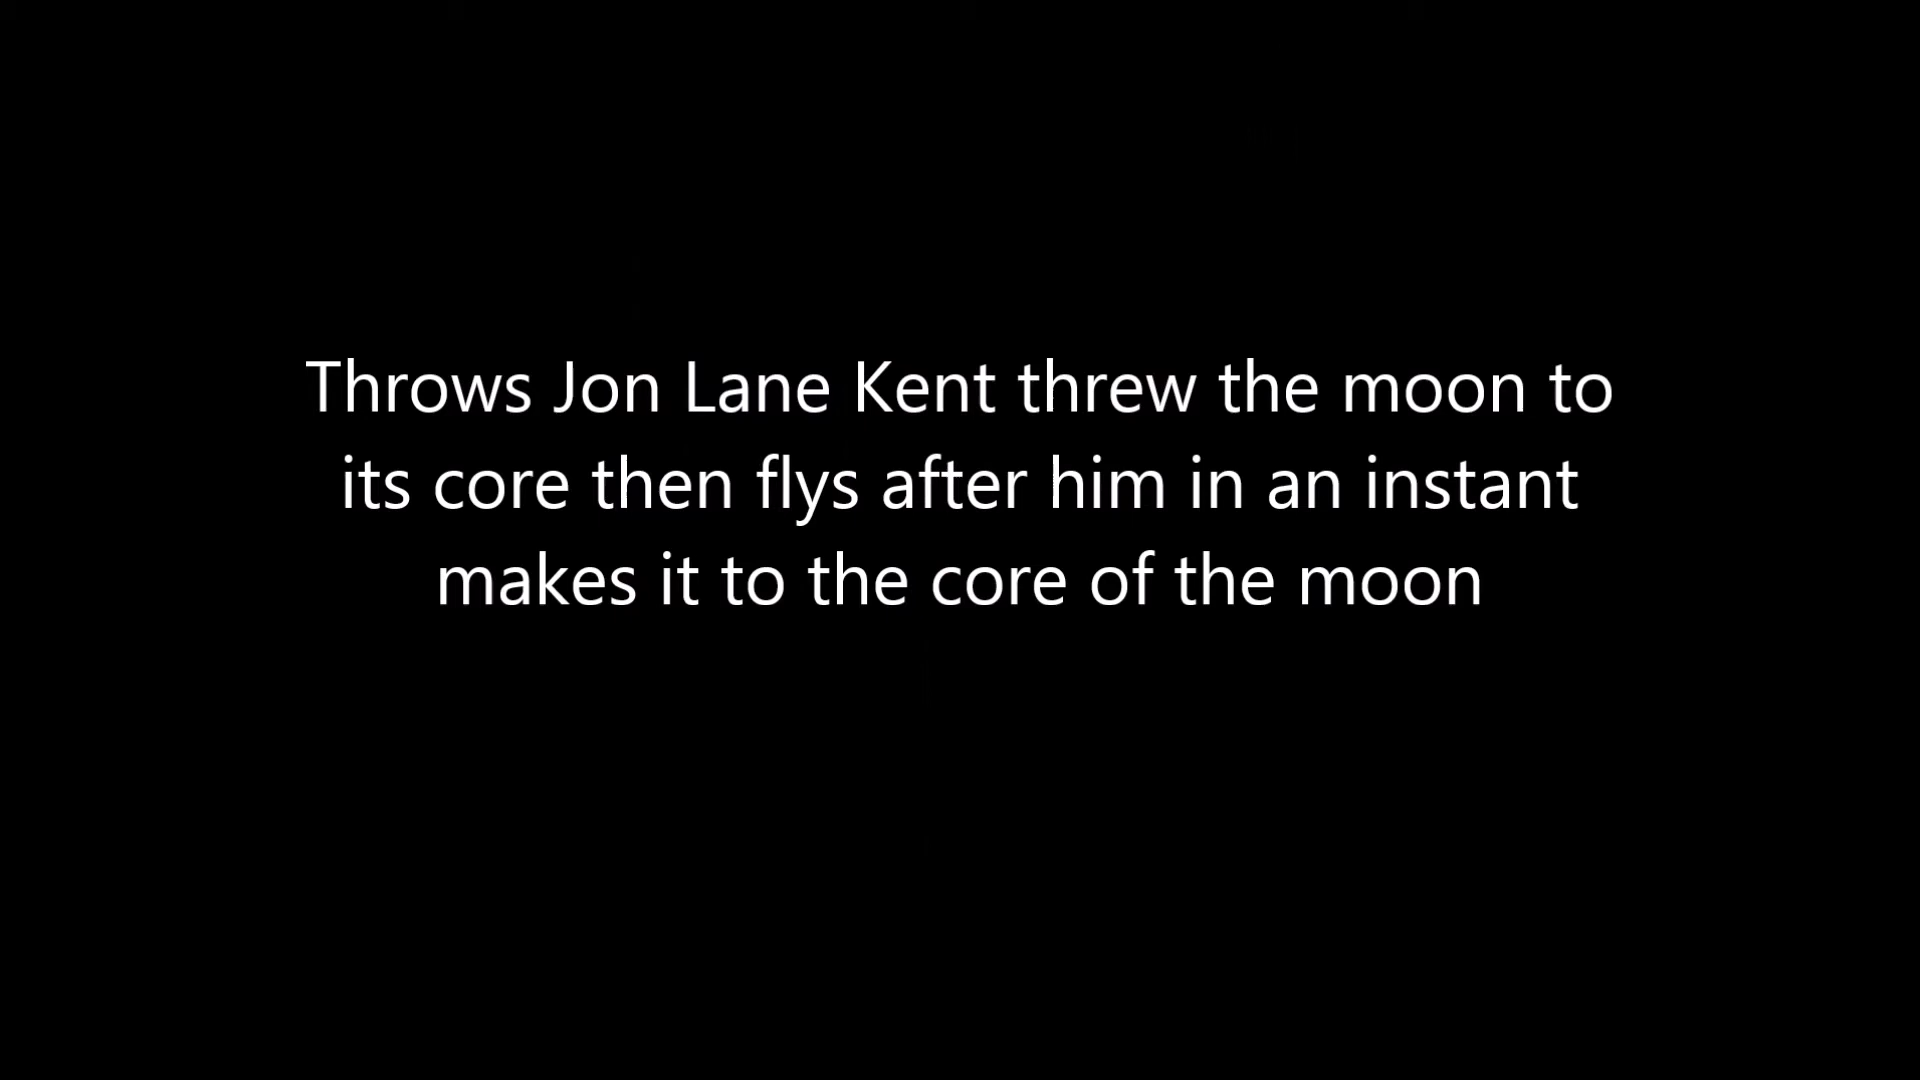 Throws Jon Lane Kent threw the moon to
its core then flys after him in an instant
makes it to the core of the moon